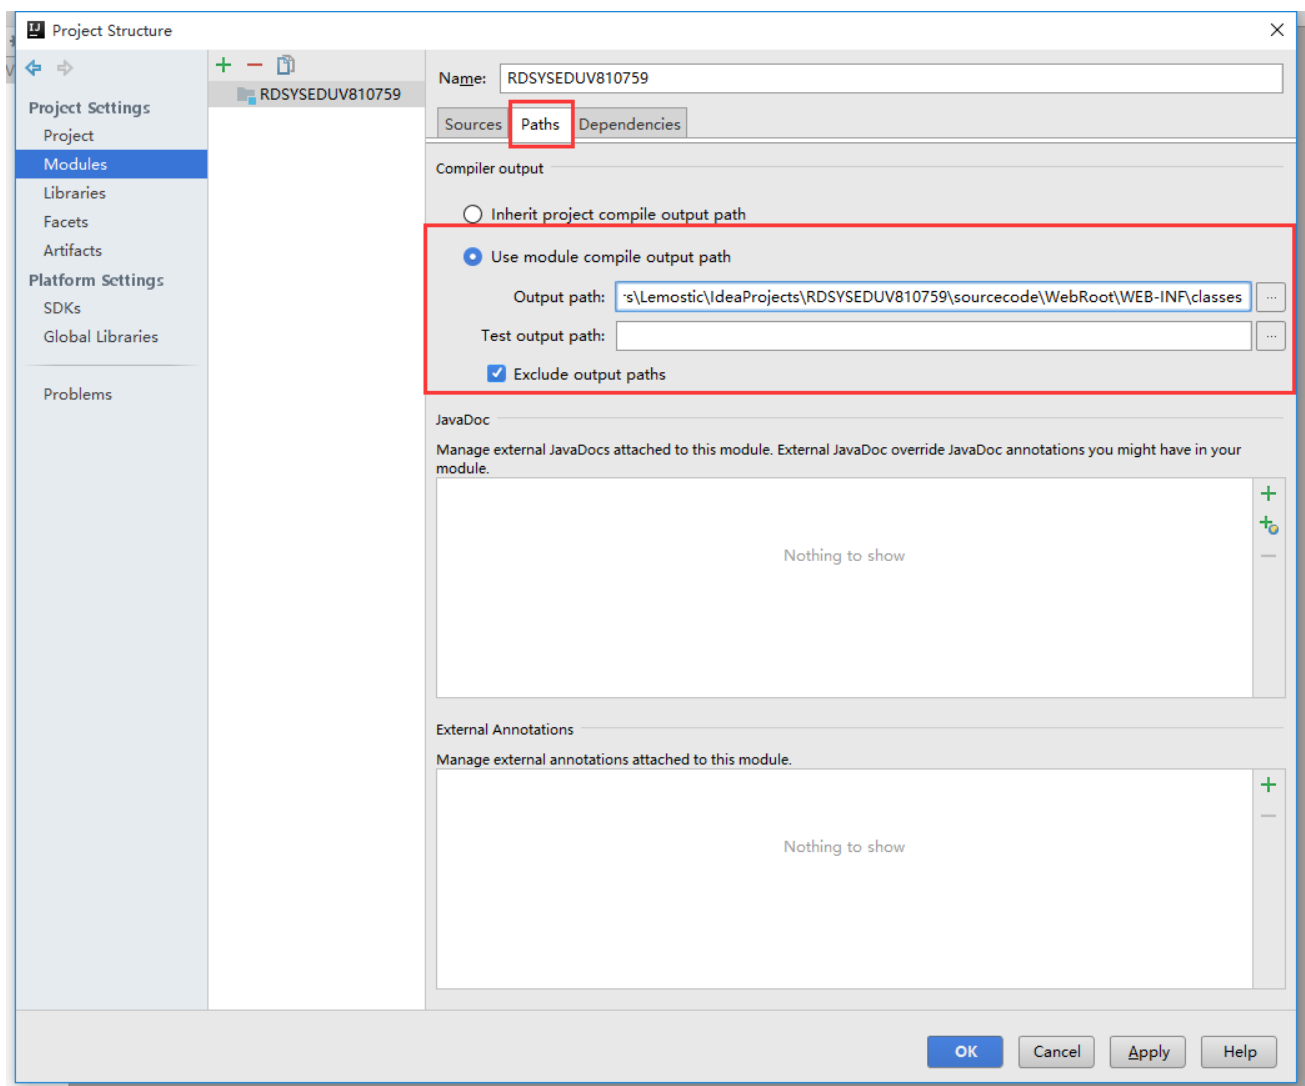 Project Structure
Project Settings
Project
Modules
Libraries
Facets
Artifacts
Platform Settings
SDKs
Global Libraries
Problems
RDSYSEDUV810759
Name: RDSYSEDUV810759
Sources Paths Dependencies
Compiler output
Inherit project compile output path
Use module compile output path
Output path: s\Lemostic\IdeaProjects\RDSYSEDUV810759\sourcecode\WebRoot\WEB-INF\classes ...
Test output path: ...
Exclude output paths
JavaDoc
Manage external JavaDocs attached to this module. External JavaDoc override JavaDoc annotations you might have in your
module.
Nothing to show
External Annotations
Manage external annotations attached to this module.
Nothing to show
OK Cancel Apply Help